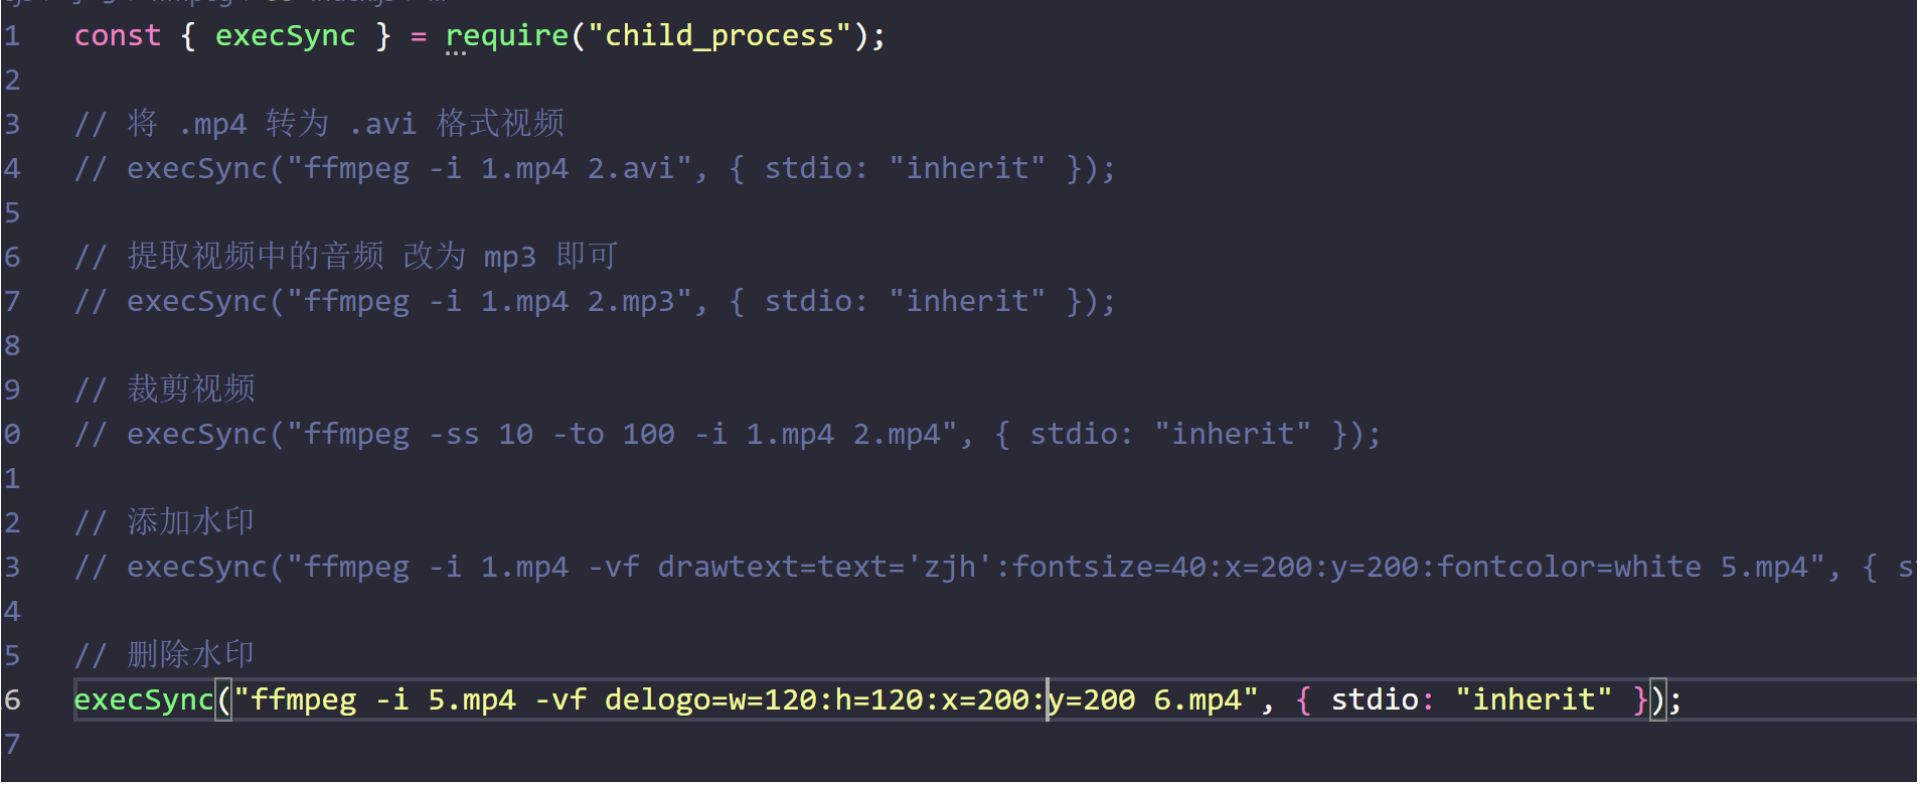 1 const { execSync } = require("child_process");
2
3 // 将 .mp4 转为 .avi 格式视频
4 // execSync("ffmpeg -i 1.mp4 2.avi", { stdio: "inherit" });
5
6 // 提取视频中的音频 改为 mp3 即可
7 // execSync("ffmpeg -i 1.mp4 2.mp3", { stdio: "inherit" });
8
9 // 裁剪视频
0 // execSync("ffmpeg -ss 10 -to 100 -i 1.mp4 2.mp4", { stdio: "inherit" });
1
2 // 添加水印
3 // execSync("ffmpeg -i 1.mp4 -vf drawtext=text='zjh':fontsize=40:x=200:y=200:fontcolor=white 5.mp4", { s
4
5 // 删除水印
6 execSync("ffmpeg -i 5.mp4 -vf delogo=w=120:h=120:x=200:y=200 6.mp4", { stdio: "inherit" });
7